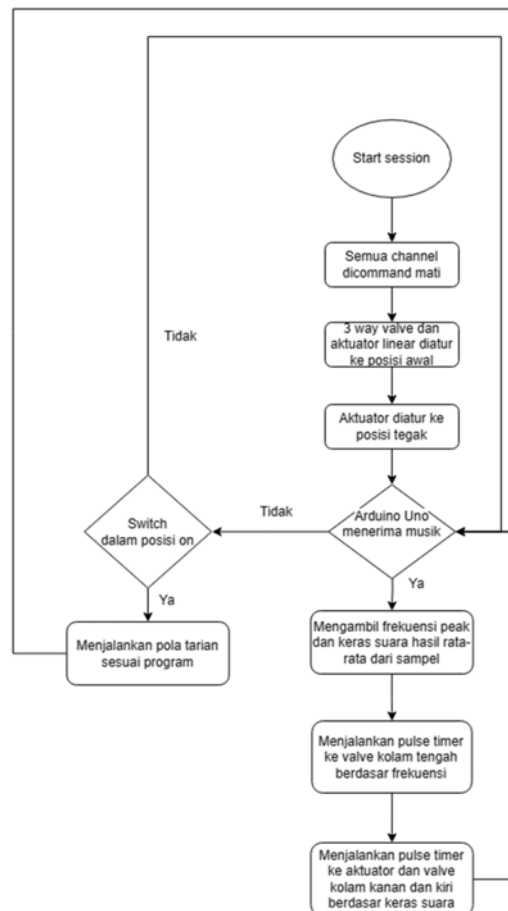 Start session
Semua channel
dicommand mati
3 way valve dan
aktuator linear diatur
ke posisi awal
Tidak
Aktuator diatur ke
posisi tegak
Switch
dalam posisi on
Tidak
Arduino Uno
menerima musik
Ya
Ya
Menjalankan pola tarian
sesuai program
Mengambil frekuensi peak
dan keras suara hasil rata-
rata dari sampel
Menjalankan pulse timer
ke valve kolam tengah
berdasar frekuensi
Menjalankan pulse timer
ke aktuator dan valve
kolam kanan dan kiri
berdasar keras suara